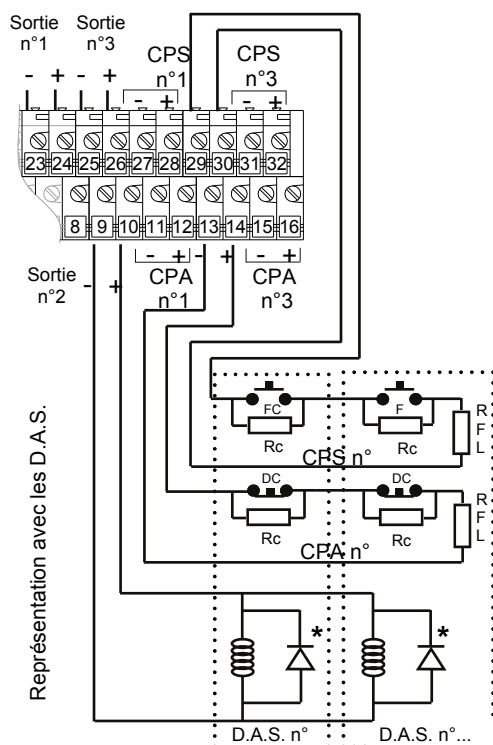 Sortie n°1
Sortie n°3
CPS n°1
CPS n°3
- + - +
- + - +
23 24 25 26 27 28 29 30 31 32
8 9 10 11 12 13 14 15 16
Sortie n°2
- +
- + - + - +
CPA n°1
CPA n°3
FC F
Rc Rc
R F L
CPS n°
DC DC
Rc Rc
R F L
CPA n°
* *
D.A.S. n° D.A.S. n°...
Représentation avec les D.A.S.